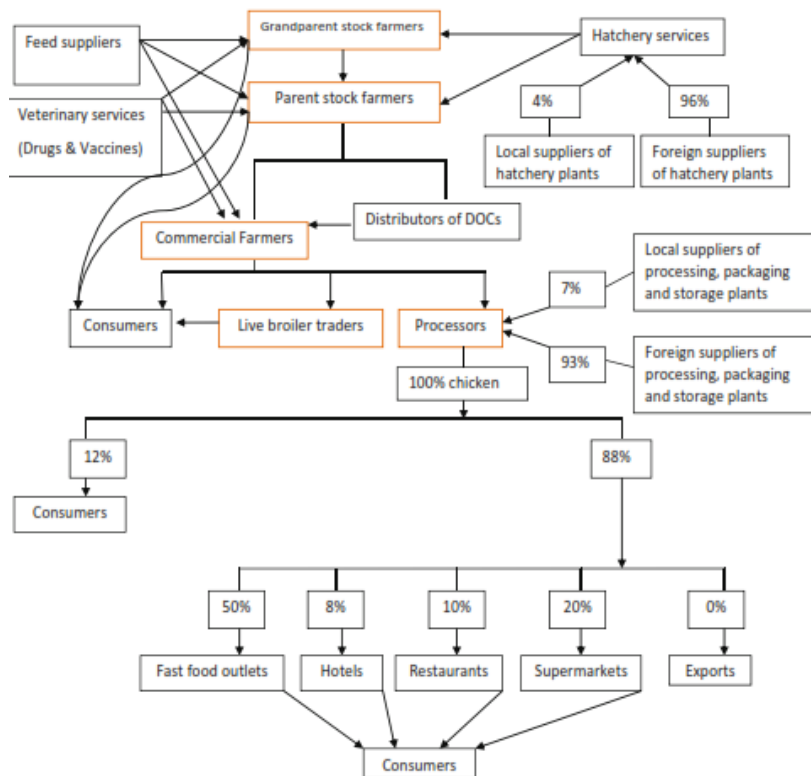 Grandparent stock farmers
Feed suppliers
Hatchery services
Parent stock farmers
4%
96%
Veterinary services
(Drugs & Vaccines)
Local suppliers of
hatchery plants
Foreign suppliers
of hatchery plants
Distributors of DOCs
Commercial Farmers
Local suppliers of
processing, packaging
and storage plants
7%
Consumers
Live broiler traders
Processors
93%
Foreign suppliers of
processing, packaging
and storage plants
100% chicken
12%
88%
Consumers
50%
8%
10%
20%
0%
Fast food outlets
Hotels
Restaurants
Supermarkets
Exports
Consumers